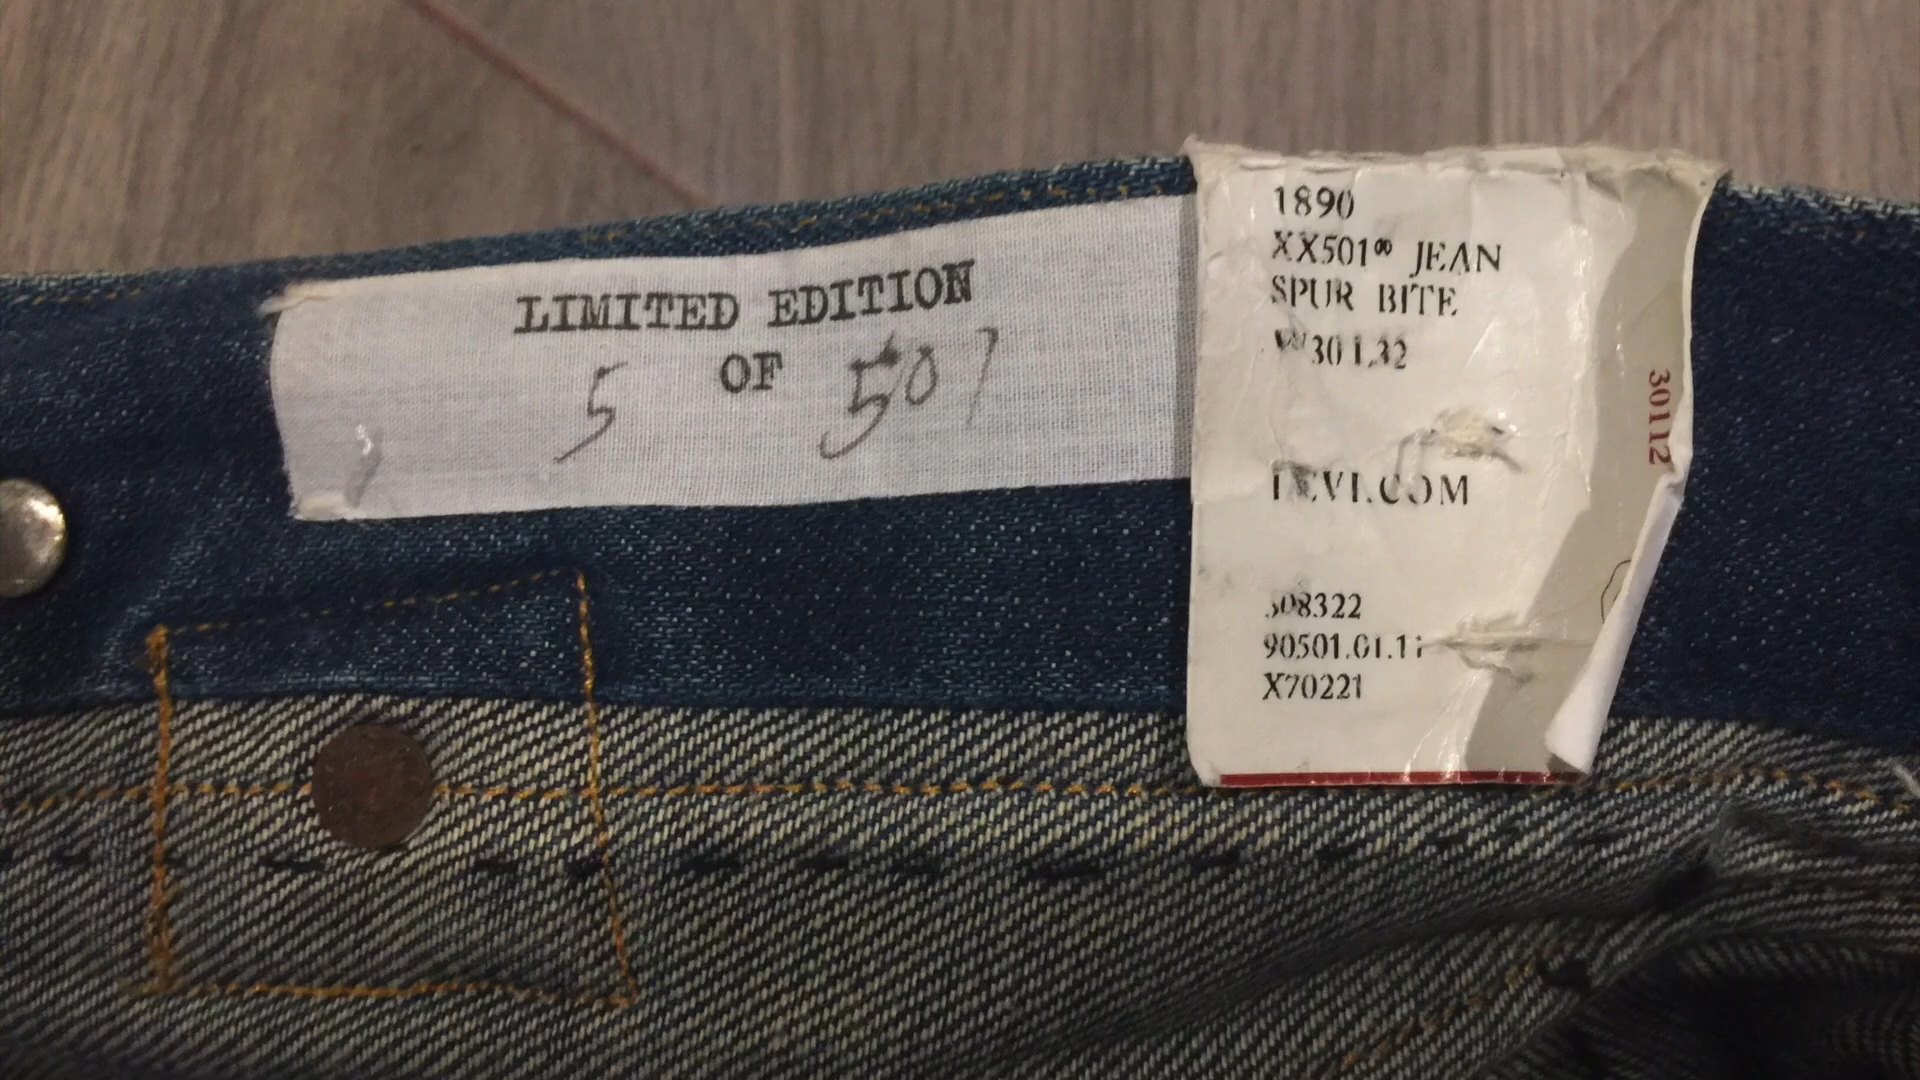 LIMITED EDITION
5 OF 501
1890
XX501® JEAN
SPUR BITE
W30 L32
LEVI.COM
508322
90501.01.11
X70221
30112